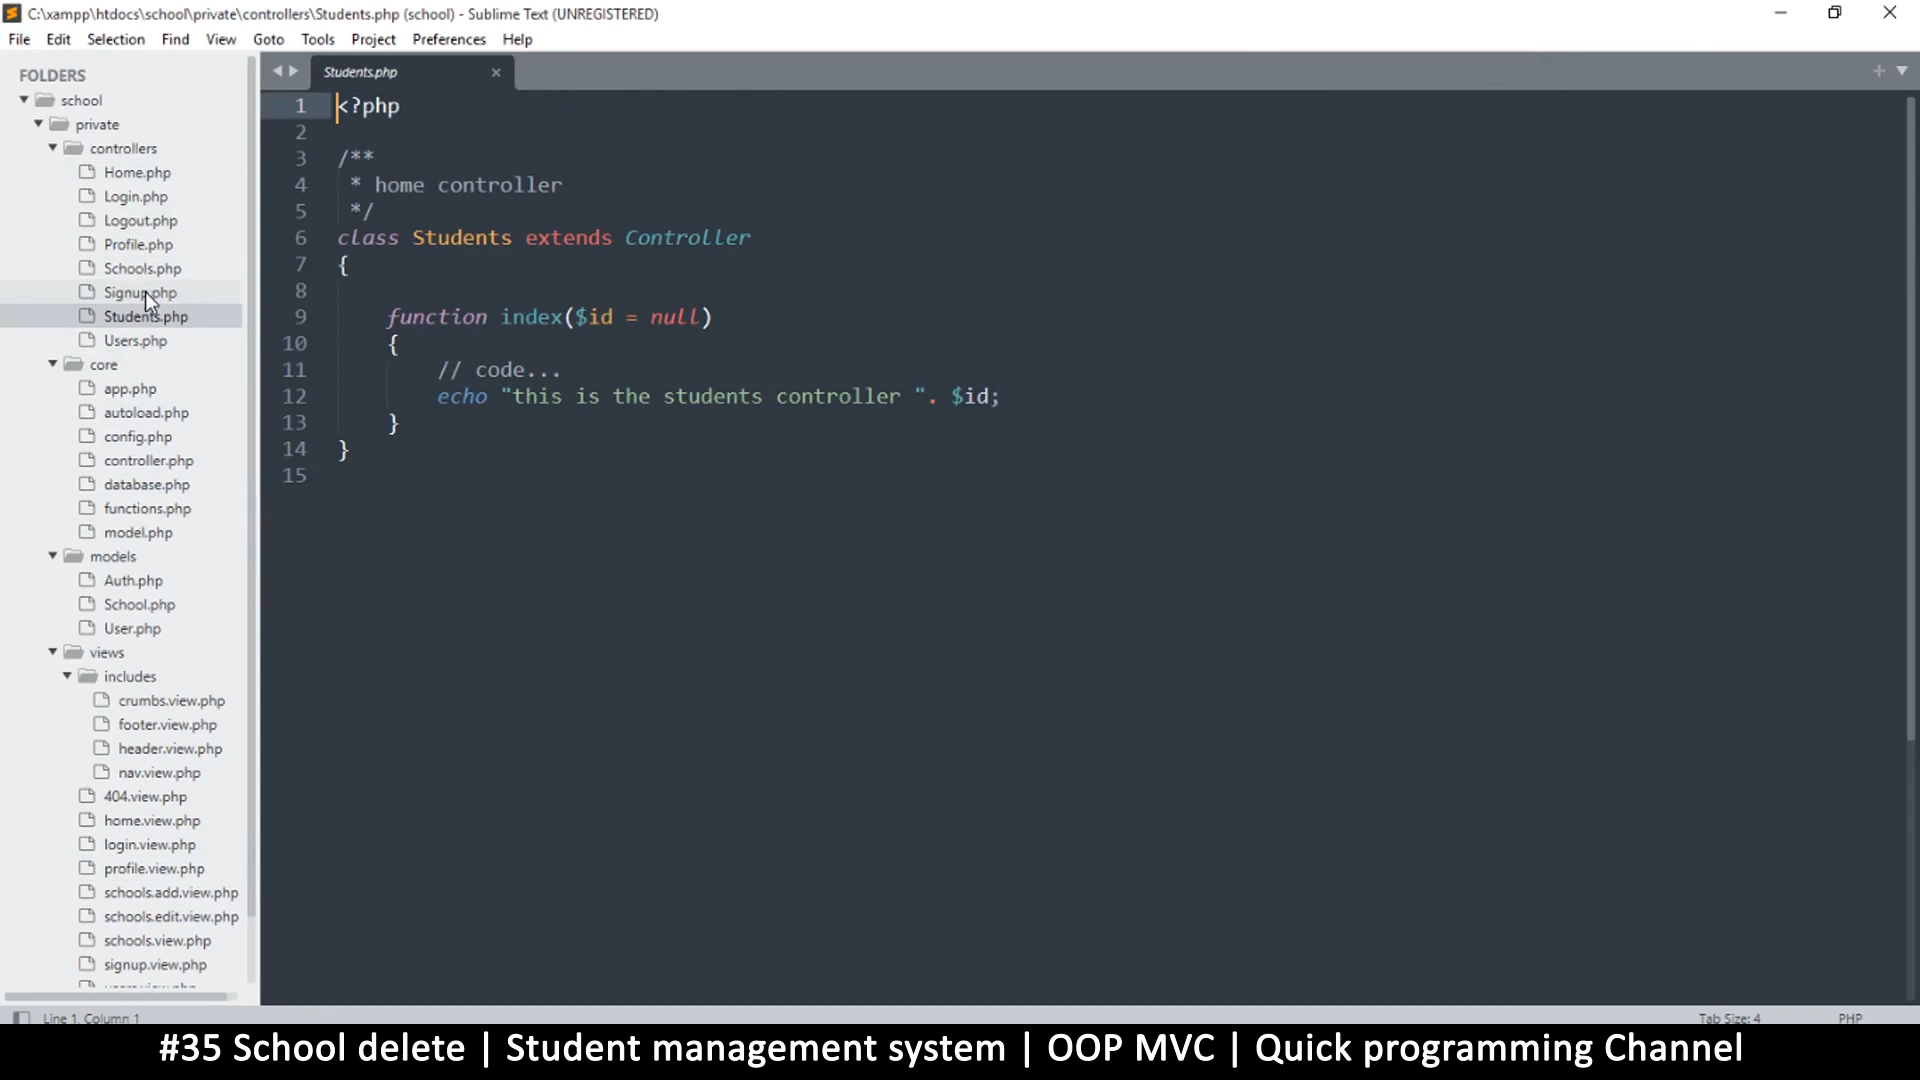 C:\xampp\htdocs\school\private\controllers\Students.php (school) - Sublime Text (UNREGISTERED)
File Edit Selection Find View Goto Tools Project Preferences Help
FOLDERS
school
private
controllers
Home.php
Login.php
Logout.php
Profile.php
Schools.php
Signup.php
Students.php
Users.php
core
app.php
autoload.php
config.php
controller.php
database.php
functions.php
model.php
models
Auth.php
School.php
User.php
views
includes
crumbs.view.php
footer.view.php
header.view.php
nav.view.php
404.view.php
home.view.php
login.view.php
profile.view.php
schools.add.view.php
schools.edit.view.php
schools.view.php
signup.view.php
Students.php
1 <?php
2
3 /**
4 * home controller
5 */
6 class Students extends Controller
7 {
8
9 function index($id = null)
10 {
11 // code...
12 echo "this is the students controller ". $id;
13 }
14 }
15
Line 1, Column 1 Tab Size: 4 PHP
#35 School delete | Student management system | OOP MVC | Quick programming Channel